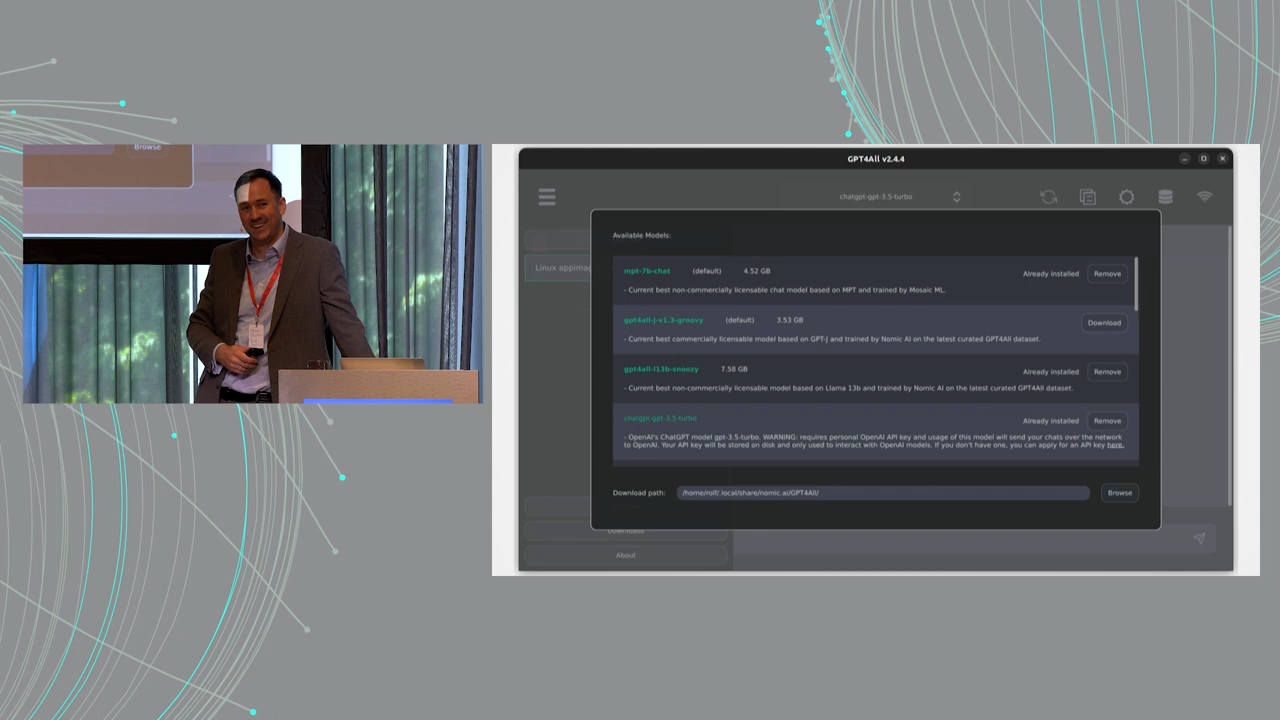 Browse
GPT4All v2.4.4
chatgpt-gpt-3.5-turbo
Linux appimag
Available Models:
mpt-7b-chat (default) 4.52 GB Already installed Remove
- Current best non-commercially licensable chat model based on MPT and trained by Mosaic ML.
gpt4all-j-v1.3-groovy (default) 3.53 GB Download
- Current best commercially licensable model based on GPT-J and trained by Nomic AI on the latest curated GPT4All dataset.
gpt4all-l13b-snoozy 7.58 GB Already installed Remove
- Current best non-commercially licensable model based on Llama 13b and trained by Nomic AI on the latest curated GPT4All dataset.
chatgpt-gpt-3.5-turbo Already installed Remove
- OpenAI's ChatGPT model gpt-3.5-turbo. WARNING: requires personal OpenAI API key and usage of this model will send your chats over the network
to OpenAI. Your API key will be stored on disk and only used to interact with OpenAI models. If you don't have one, you can apply for an API key here.
Download path: /home/rolf/.local/share/nomic.ai/GPT4All/ Browse
Downloads
About